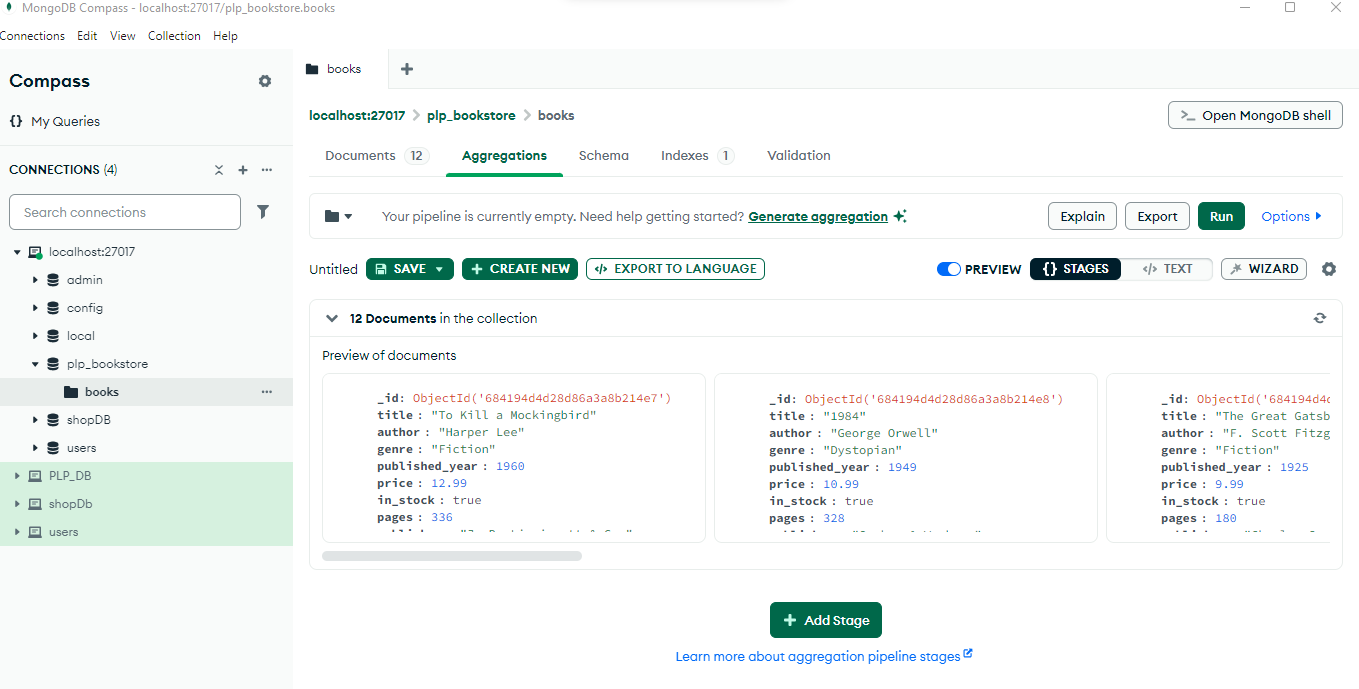 MongoDB Compass - localhost:27017/plp_bookstore.books
Connections Edit View Collection Help
Compass
{} My Queries
CONNECTIONS (4)
Search connections
localhost:27017
admin
config
local
plp_bookstore
books
shopDB
users
PLP_DB
shopDb
users
books
localhost:27017 > plp_bookstore > books
>_ Open MongoDB shell
Documents 12 Aggregations Schema Indexes 1 Validation
Your pipeline is currently empty. Need help getting started? Generate aggregation
Explain Export Run Options
Untitled SAVE + CREATE NEW </> EXPORT TO LANGUAGE
PREVIEW {} STAGES </> TEXT WIZARD
12 Documents in the collection
Preview of documents
_id: ObjectId('684194d4d28d86a3a8b214e7')
title : "To Kill a Mockingbird"
author : "Harper Lee"
genre : "Fiction"
published_year : 1960
price : 12.99
in_stock : true
pages : 336
_id: ObjectId('684194d4d28d86a3a8b214e8')
title : "1984"
author : "George Orwell"
genre : "Dystopian"
published_year : 1949
price : 10.99
in_stock : true
pages : 328
_id: ObjectId('684194d4d
title : "The Great Gatsb
author : "F. Scott Fitzg
genre : "Fiction"
published_year : 1925
price : 9.99
in_stock : true
pages : 180
+ Add Stage
Learn more about aggregation pipeline stages